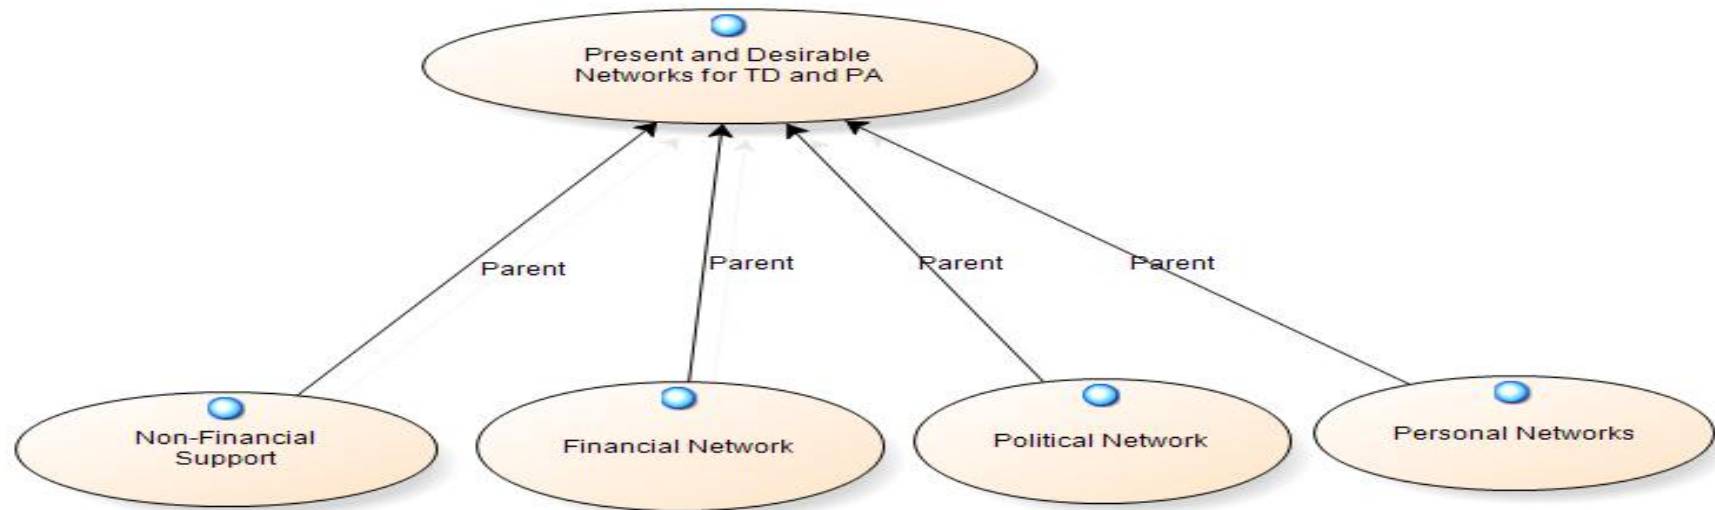 Present and Desirable
Networks for TD and PA
Parent
Parent
Parent
Parent
Non-Financial
Support
Financial Network
Political Network
Personal Networks